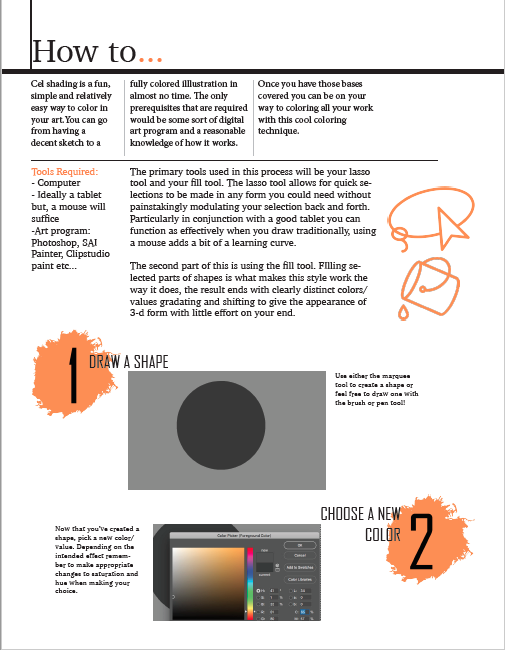 How to...
Cel shading is a fun,
simple and relatively
easy way to color in
your art.You can go
from having a
decent sketch to a
fully colored illlustration in
almost no time. The only
prerequisites that are required
would be some sort of digital
art program and a reasonable
knowledge of how it works.
Once you have those bases
covered you can be on your
way to coloring all your work
with this cool coloring
technique.
Tools Required:
- Computer
- Ideally a tablet
but, a mouse will
suffice
-Art program:
Photoshop, SAI
Painter, Clipstudio
paint etc...
The primary tools used in this process will be your lasso
tool and your fill tool. The lasso tool allows for quick se-
lections to be made in any form you could need without
painstakingly modulating your selection back and forth.
Particularly in conjunction with a good tablet you can
function as effectively when you draw traditionally, using
a mouse adds a bit of a learning curve.
The second part of this is using the fill tool. FIlling se-
lected parts of shapes is what makes this style work the
way it does, the result ends with clearly distinct colors/
values gradating and shifting to give the appearance of
3-d form with little effort on your end.
1
DRAW A SHAPE
Use either the marquee
tool to create a shape or
feel free to draw one with
the brush or pen tool!
CHOOSE A NEW
COLOR
2
Now that you've created a
shape, pick a new color/
value. Depending on the
intended effect remem-
ber to make appropriate
changes to saturation and
hue when making your
choice.
Color Picker (Foreground Color)
new
current
OK
Cancel
Add to Swatches
Color Libraries